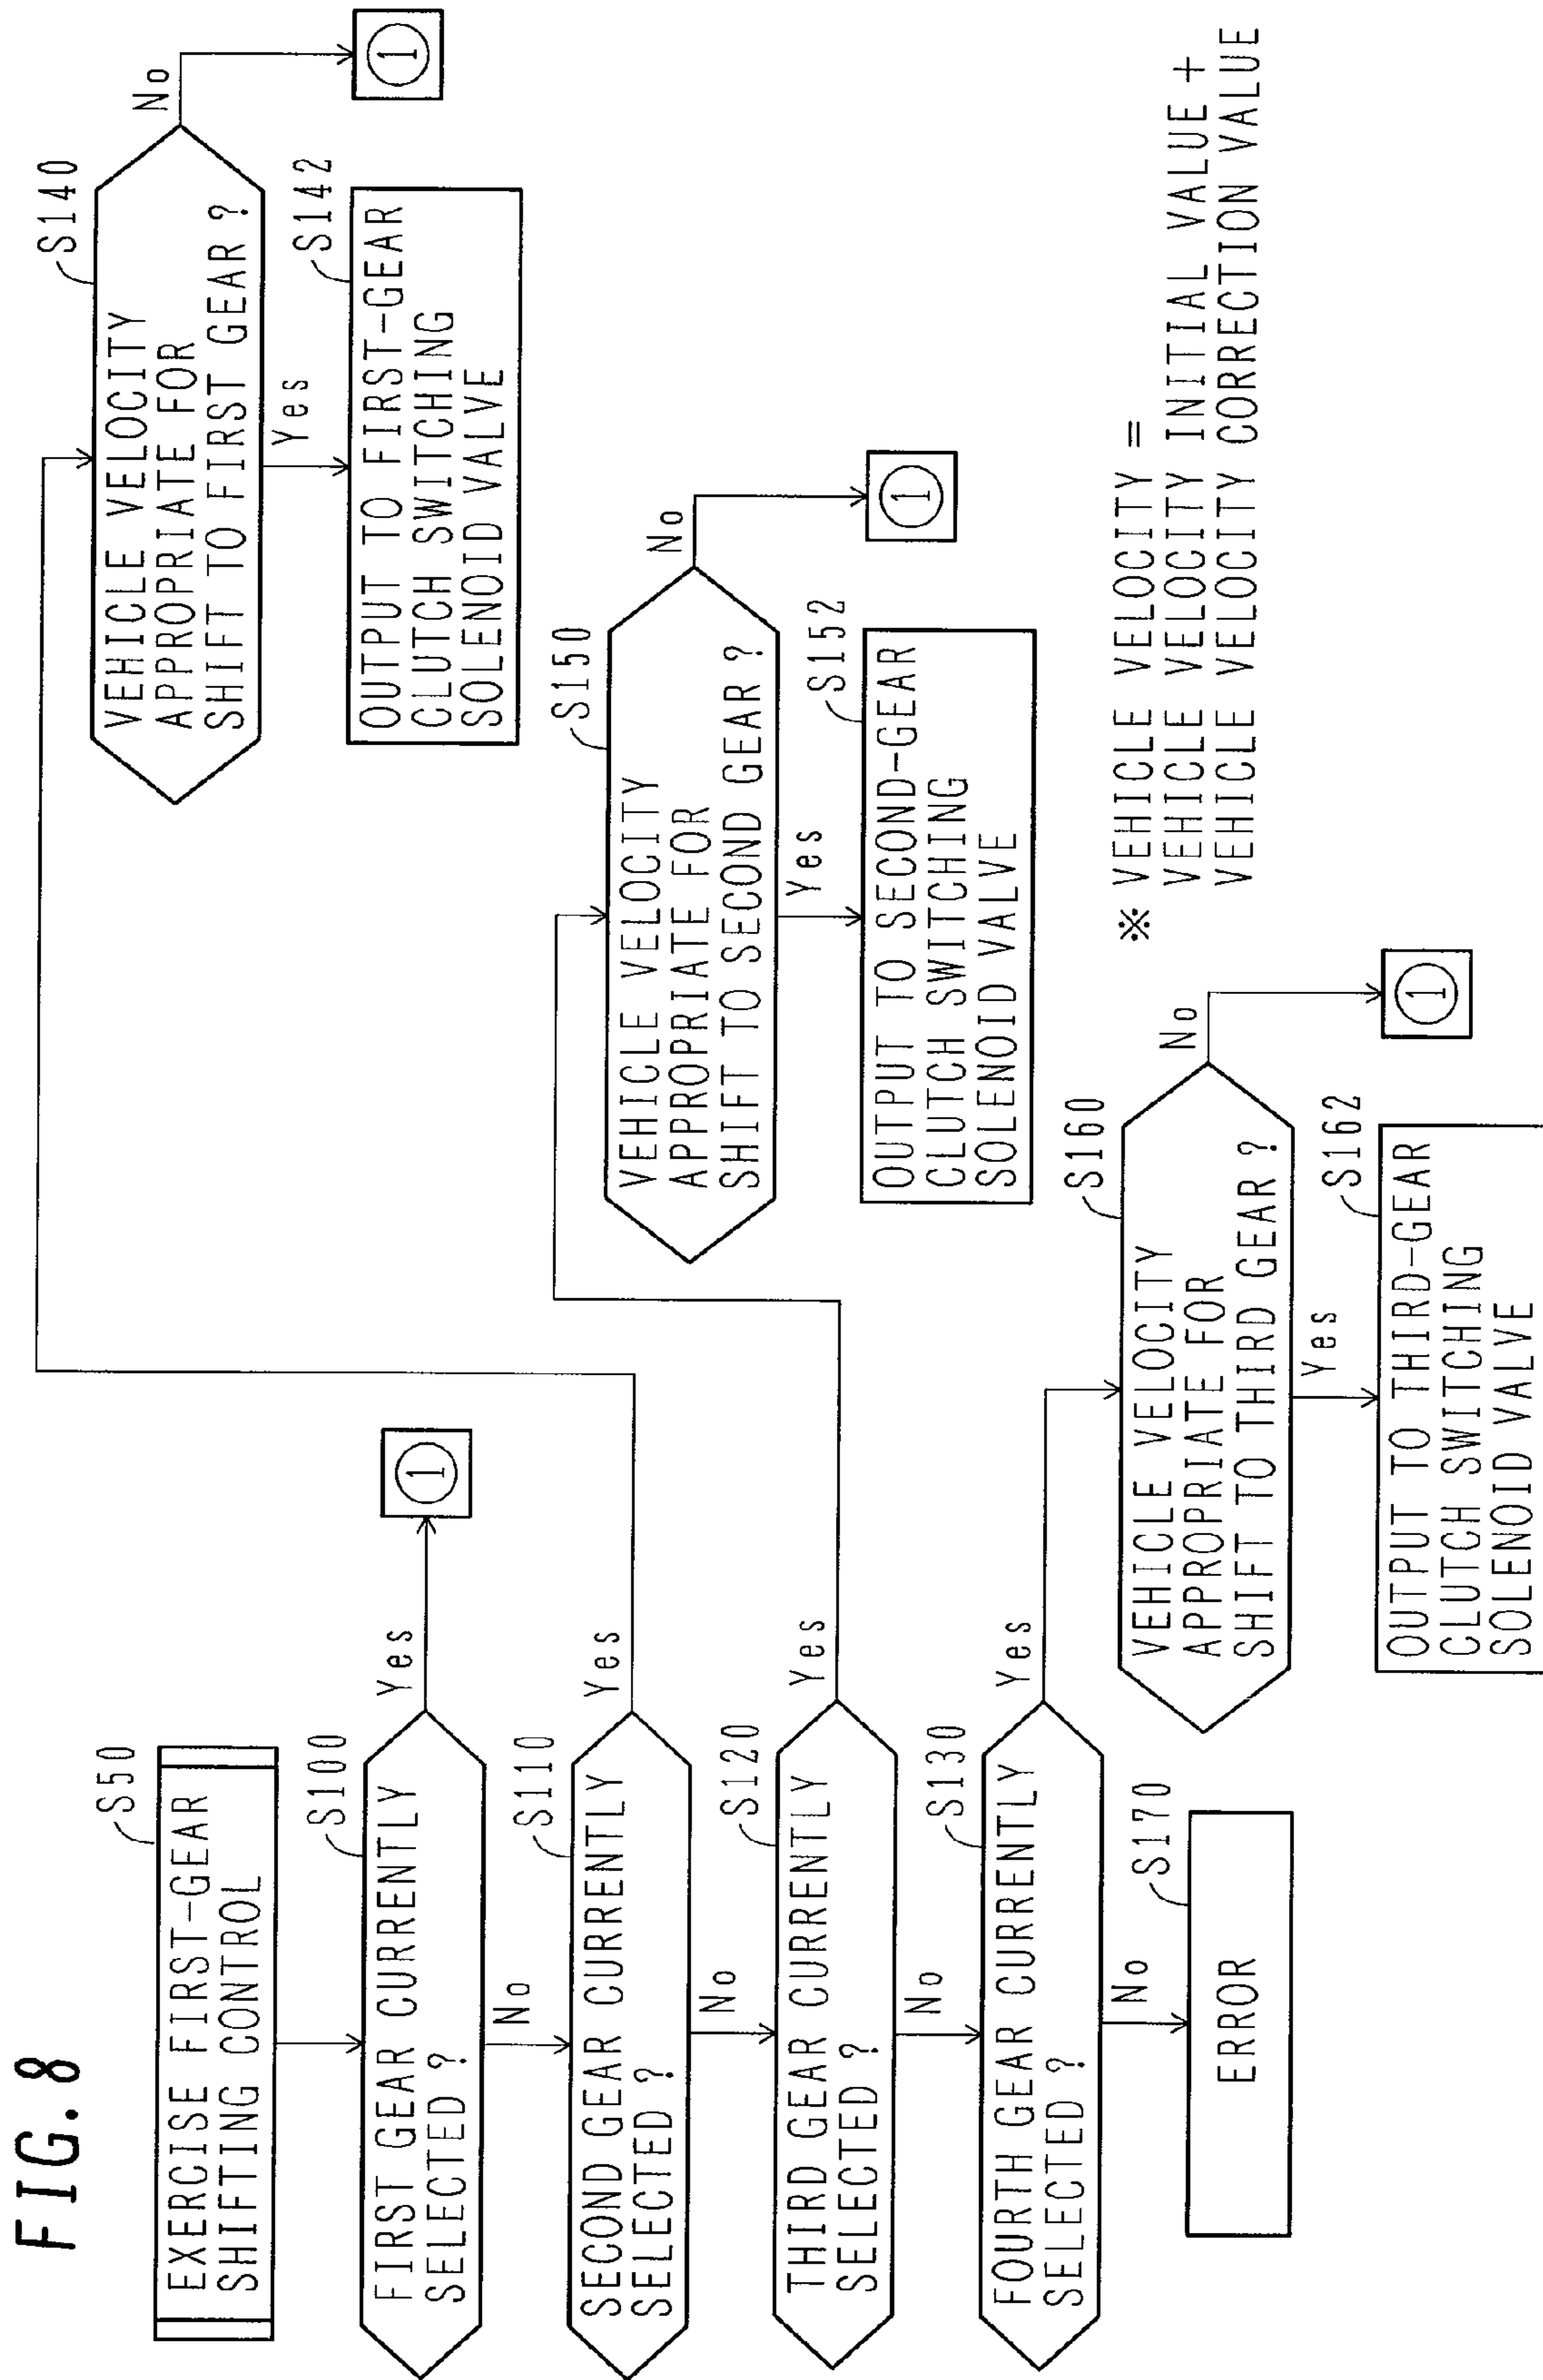 FIG. 8
EXERCISE FIRST-GEAR
SHIFTING CONTROL
S50
FIRST GEAR CURRENTLY
SELECTED ?
S100
Yes
①
No
SECOND GEAR CURRENTLY
SELECTED ?
S110
Yes
No
THIRD GEAR CURRENTLY
SELECTED ?
S120
Yes
No
FOURTH GEAR CURRENTLY
SELECTED ?
S130
Yes
No
ERROR
S170
VEHICLE VELOCITY
APPROPRIATE FOR
SHIFT TO FIRST GEAR ?
S140
No
①
Yes
OUTPUT TO FIRST-GEAR
CLUTCH SWITCHING
SOLENOID VALVE
S142
VEHICLE VELOCITY
APPROPRIATE FOR
SHIFT TO SECOND GEAR ?
S150
No
①
Yes
OUTPUT TO SECOND-GEAR
CLUTCH SWITCHING
SOLENOID VALVE
S152
VEHICLE VELOCITY
APPROPRIATE FOR
SHIFT TO THIRD GEAR ?
S160
No
①
Yes
OUTPUT TO THIRD-GEAR
CLUTCH SWITCHING
SOLENOID VALVE
S162
※ VEHICLE VELOCITY =
VEHICLE VELOCITY INITIAL VALUE +
VEHICLE VELOCITY CORRECTION VALUE